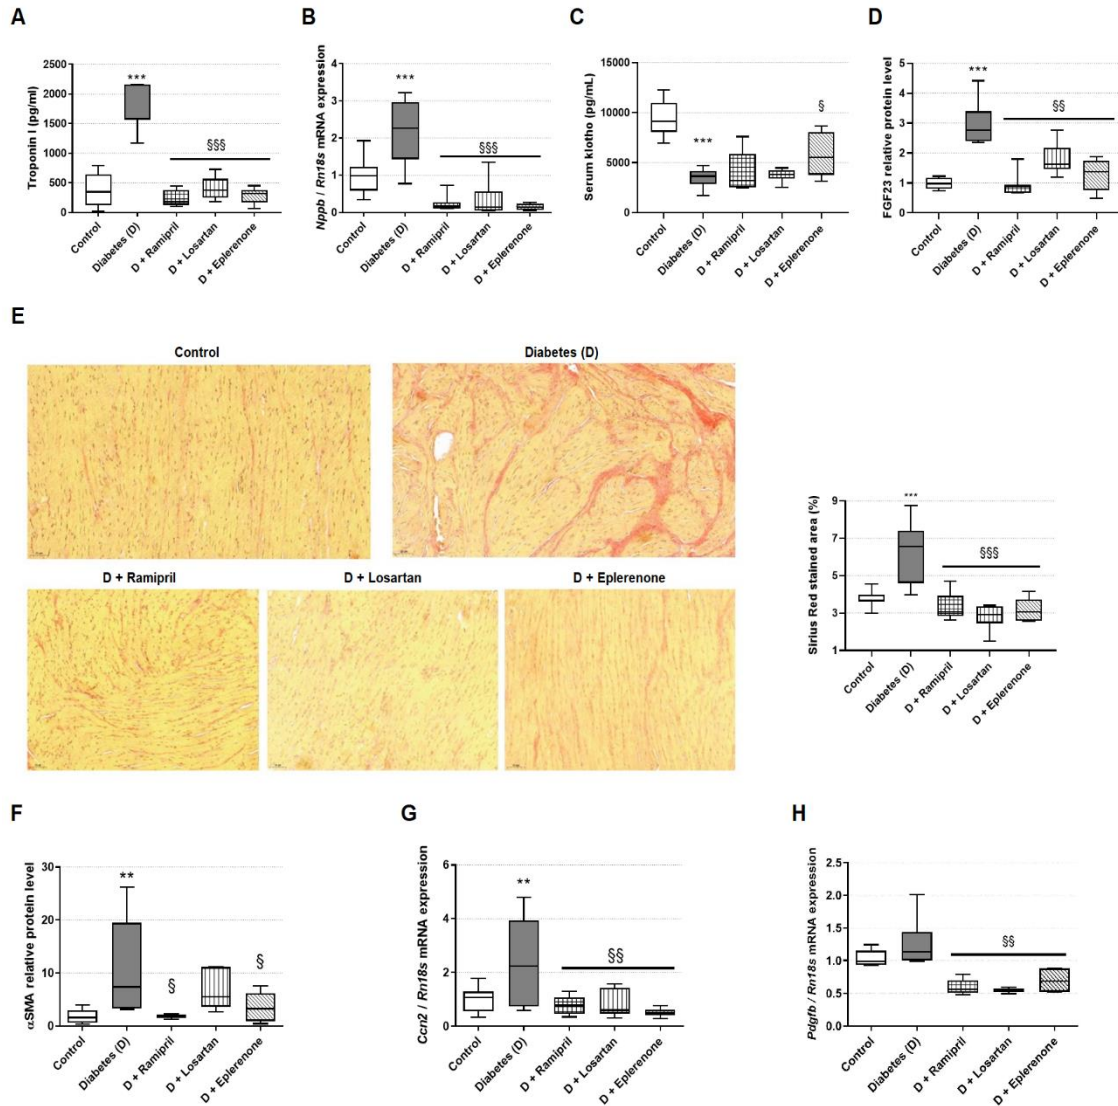 A
B
C
D
Troponin I (pg/ml)
2500
2000
1500
1000
500
0
***
§§§
Control
Diabetes (D)
D + Ramipril
D + Losartan
D + Eplerenone
Nppb / Rn18s mRNA expression
4
3
2
1
0
***
§§§
Control
Diabetes (D)
D + Ramipril
D + Losartan
D + Eplerenone
Serum klotho (pg/mL)
15000
10000
5000
0
***
§
Control
Diabetes (D)
D + Ramipril
D + Losartan
D + Eplerenone
FGF23 relative protein level
5
4
3
2
1
0
***
§§
Control
Diabetes (D)
D + Ramipril
D + Losartan
D + Eplerenone
E
Control
Diabetes (D)
D + Ramipril
D + Losartan
D + Eplerenone
Sirius Red stained area (%)
9
7
5
3
1
***
§§§
Control
Diabetes (D)
D + Ramipril
D + Losartan
D + Eplerenone
F
G
H
αSMA relative protein level
30
20
10
0
**
§
§
Control
Diabetes (D)
D + Ramipril
D + Losartan
D + Eplerenone
Ccn2 / Rn18s mRNA expression
6
4
2
0
**
§§
Control
Diabetes (D)
D + Ramipril
D + Losartan
D + Eplerenone
Pdgfb / Rn18s mRNA expression
2.5
2.0
1.5
1.0
0.5
0.0
§§
Control
Diabetes (D)
D + Ramipril
D + Losartan
D + Eplerenone